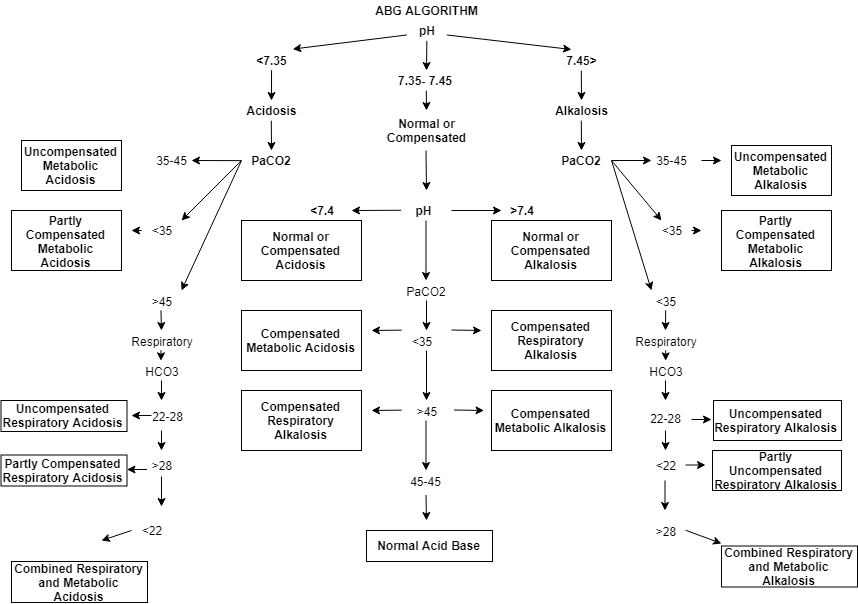 ABG ALGORITHM
pH
<7.35
7.35- 7.45
7.45>
Acidosis
Normal or
Compensated
Alkalosis
Uncompensated
Metabolic
Acidosis
35-45
PaCO2
PaCO2
35-45
Uncompensated
Metabolic
Alkalosis
Partly
Compensated
Metabolic
Acidosis
<35
<7.4
pH
>7.4
<35
Partly
Compensated
Metabolic
Alkalosis
Normal or
Compensated
Acidosis
Normal or
Compensated
Alkalosis
PaCO2
>45
<35
Respiratory
Respiratory
Compensated
Metabolic Acidosis
<35
Compensated
Respiratory
Alkalosis
HCO3
HCO3
Uncompensated
Respiratory Acidosis
22-28
Compensated
Respiratory
Alkalosis
>45
Compensated
Metabolic Alkalosis
22-28
Uncompensated
Respiratory Alkalosis
Partly Compensated
Respiratory Acidosis
>28
45-45
<22
Partly
Uncompensated
Respiratory Alkalosis
<22
Normal Acid Base
>28
Combined Respiratory
and Metabolic
Acidosis
Combined Respiratory
and Metabolic
Alkalosis